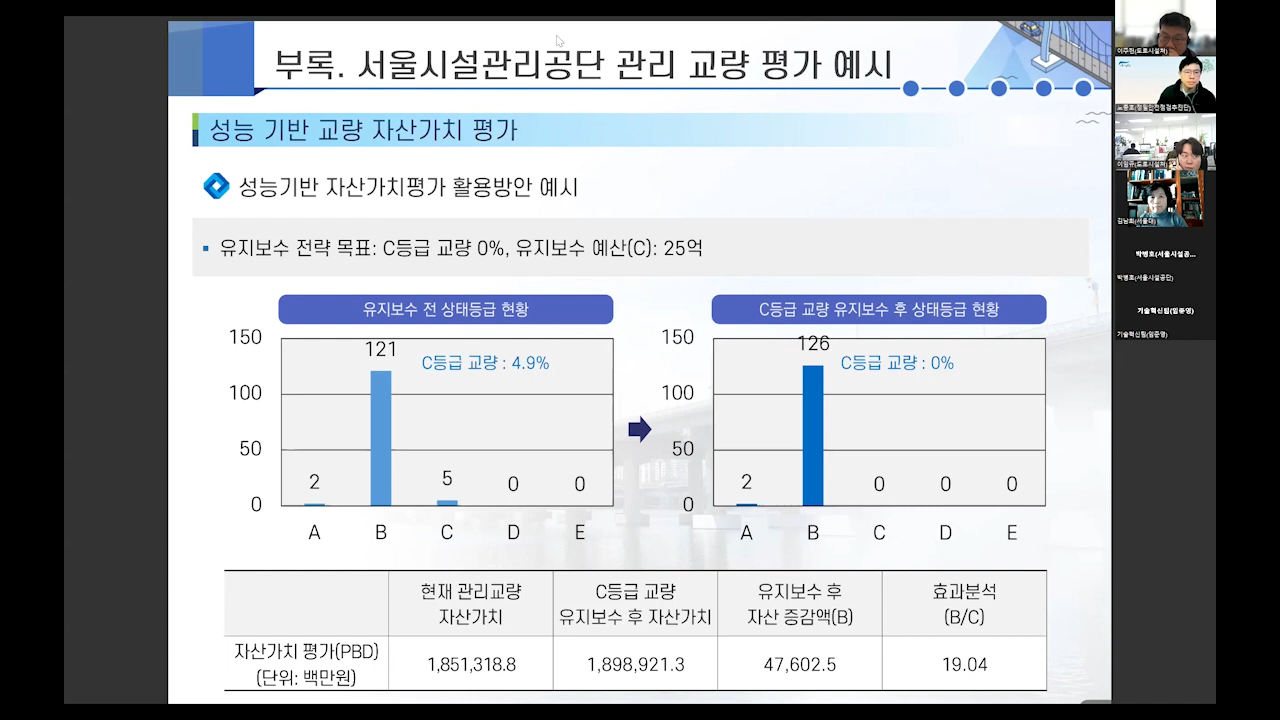 부록. 서울시설관리공단 관리 교량 평가 예시
성능 기반 교량 자산가치 평가
성능기반 자산가치평가 활용방안 예시
유지보수 전략 목표: C등급 교량 0%, 유지보수 예산(C): 25억
유지보수 전 상태등급 현황
150
100
50
0
121
C등급 교량 : 4.9%
2
5
0
0
A B C D E
C등급 교량 유지보수 후 상태등급 현황
150
100
50
0
126
C등급 교량 : 0%
2
0
0
0
A B C D E
현재 관리교량
자산가치
C등급 교량
유지보수 후 자산가치
유지보수 후
자산 증감액(B)
효과분석
(B/C)
자산가치 평가(PBD)
(단위: 백만원)
1,851,318.8
1,898,921.3
47,602.5
19.04
김남희(서울대)
박병호(서울시설공...
박병호(서울시설공단)
기술혁신팀(임준영)
기술혁신팀(임준영)